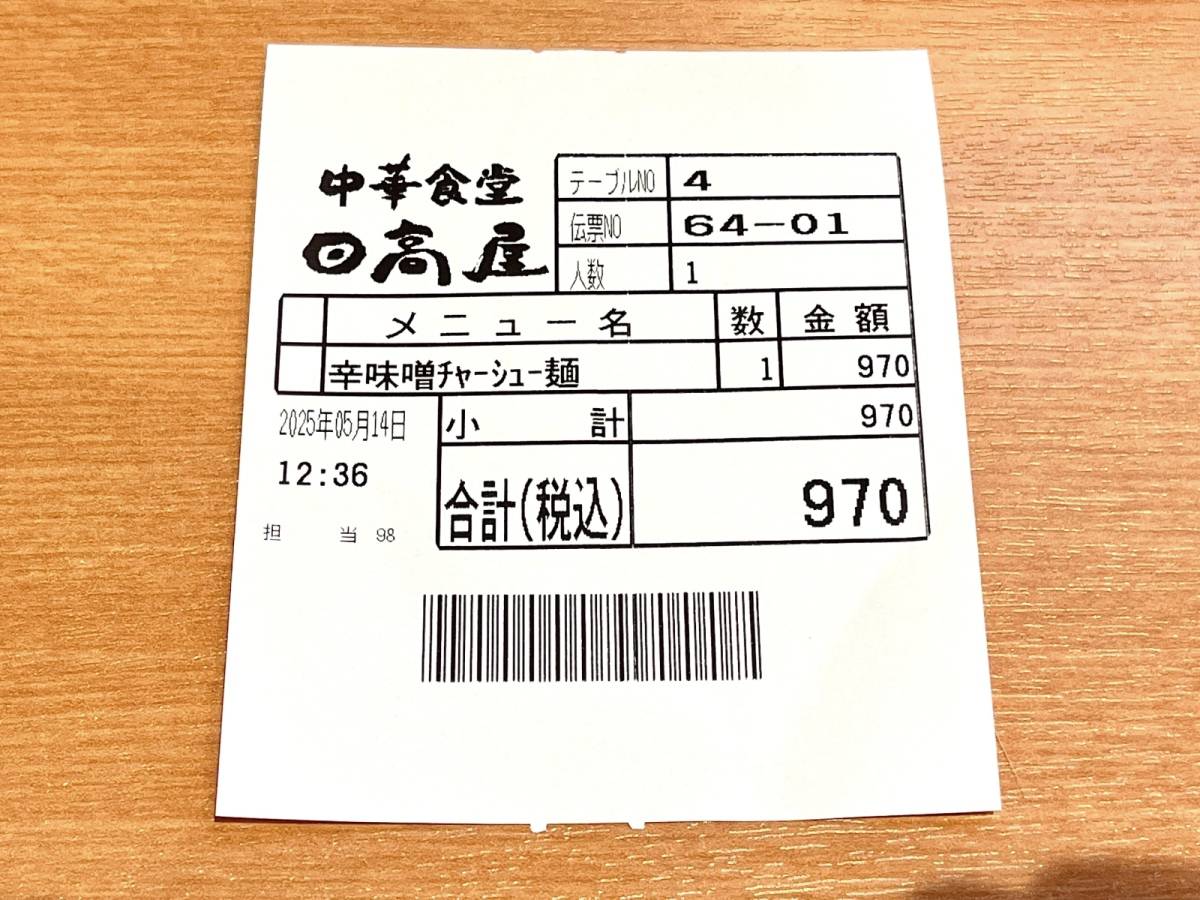 中華食堂
日高屋
テーブルNO 4
伝票NO 64-01
人数 1
メニュー名 数 金額
辛味噌チャーシュー麺 1 970
2025年05月14日
小計 970
12:36
合計(税込) 970
担当 98